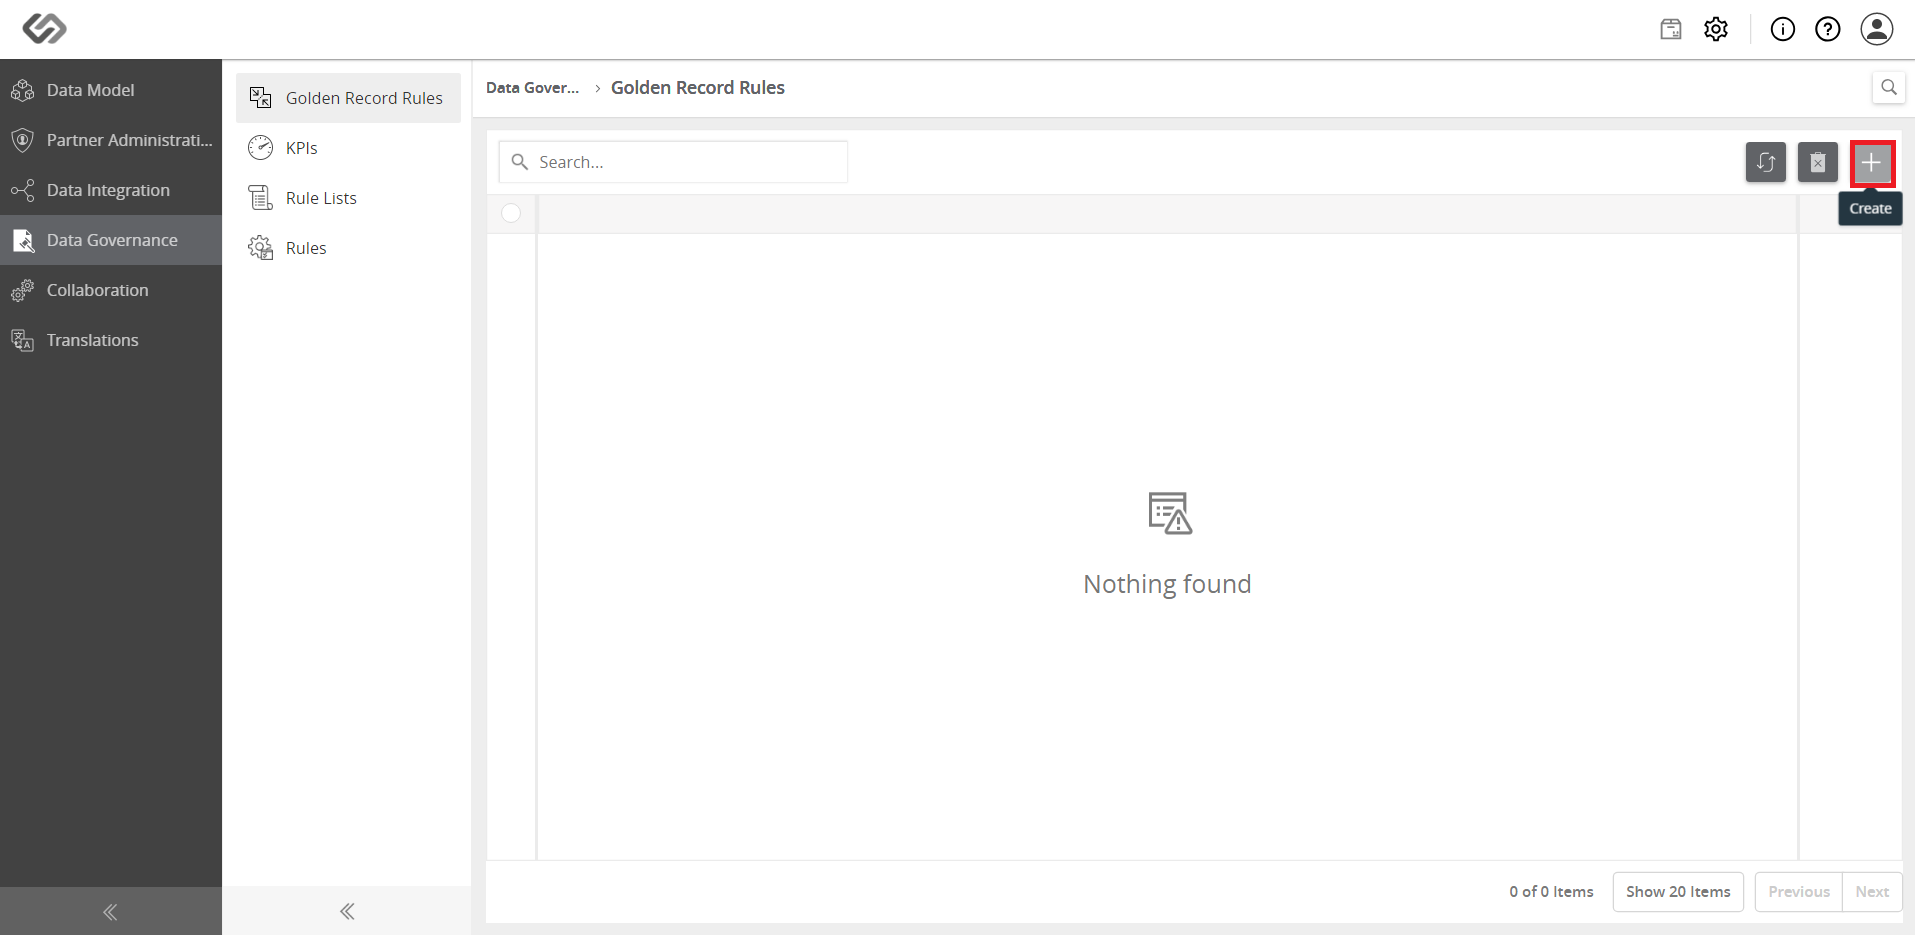 Data Model
Partner Administrati...
Data Integration
Data Governance
Collaboration
Translations
Golden Record Rules
KPIs
Rule Lists
Rules
Data Gover... › Golden Record Rules
Search...
Create
Nothing found
0 of 0 Items
Show 20 Items
Previous
Next